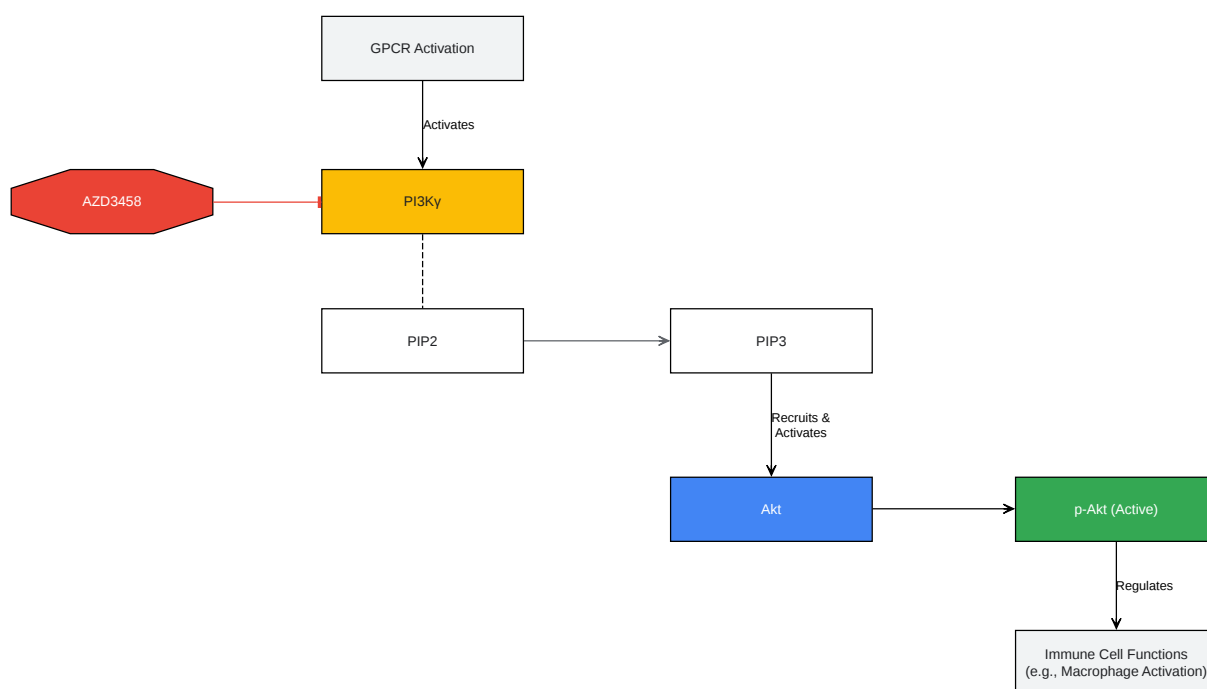 GPCR Activation
Activates
AZD3458
PI3Kγ
PIP2
PIP3
Recruits &
Activates
Akt
p-Akt (Active)
Regulates
Immune Cell Functions
(e.g., Macrophage Activation)